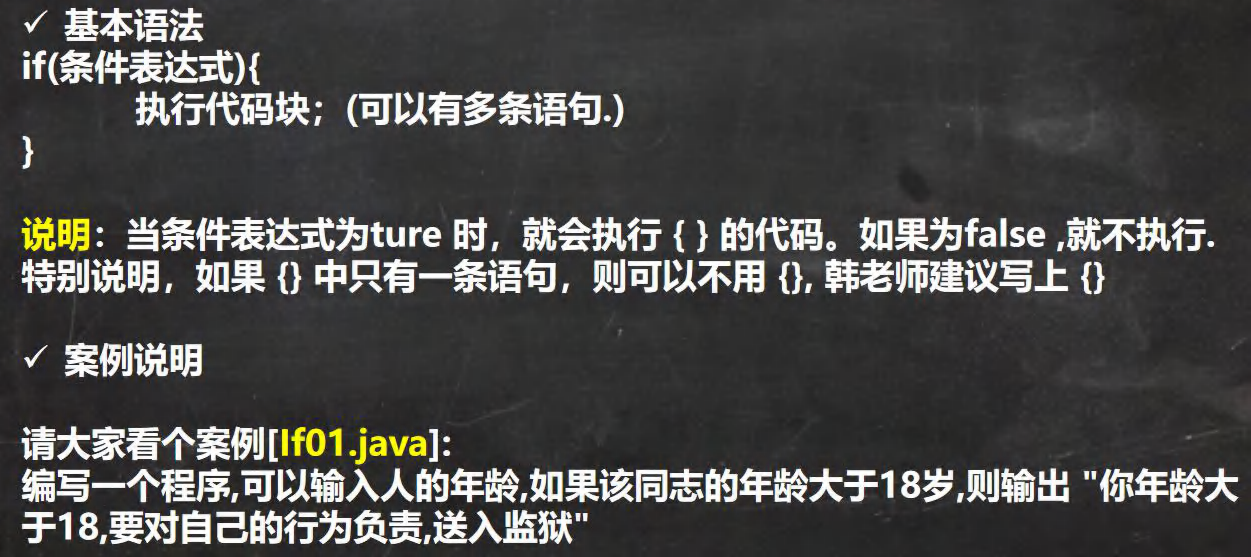 ✓ 基本语法
if(条件表达式){
执行代码块；(可以有多条语句.)
}
说明：当条件表达式为ture 时，就会执行 { } 的代码。如果为false ,就不执行.
特别说明，如果 {} 中只有一条语句，则可以不用 {}, 韩老师建议写上 {}
✓ 案例说明
请大家看个案例[If01.java]:
编写一个程序,可以输入人的年龄,如果该同志的年龄大于18岁,则输出 "你年龄大
于18,要对自己的行为负责,送入监狱"